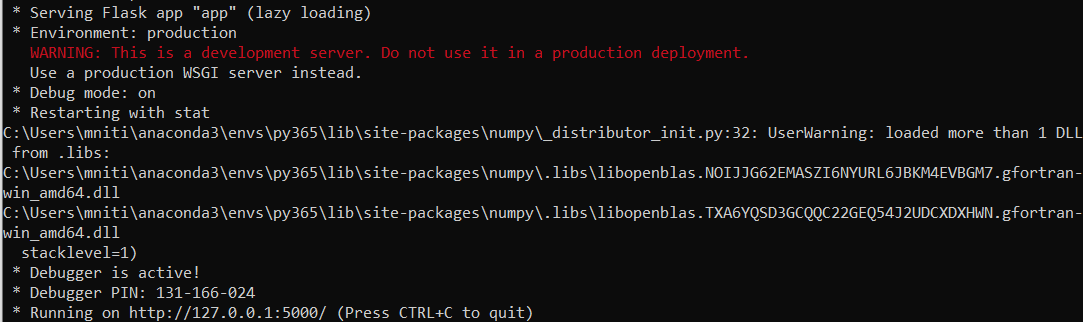 * Serving Flask app "app" (lazy loading)
* Environment: production
WARNING: This is a development server. Do not use it in a production deployment.
Use a production WSGI server instead.
* Debug mode: on
* Restarting with stat
C:\Users\mniti\anaconda3\envs\py365\lib\site-packages\numpy\_distributor_init.py:32: UserWarning: loaded more than 1 DLL
from .libs:
C:\Users\mniti\anaconda3\envs\py365\lib\site-packages\numpy\.libs\libopenblas.NOIJJG62EMASZI6NYURL6JBKM4EVBGM7.gfortran-
win_amd64.dll
C:\Users\mniti\anaconda3\envs\py365\lib\site-packages\numpy\.libs\libopenblas.TXA6YQSD3GCQQC22GEQ54J2UDCXDXHWN.gfortran-
win_amd64.dll
stacklevel=1)
* Debugger is active!
* Debugger PIN: 131-166-024
* Running on http://127.0.0.1:5000/ (Press CTRL+C to quit)